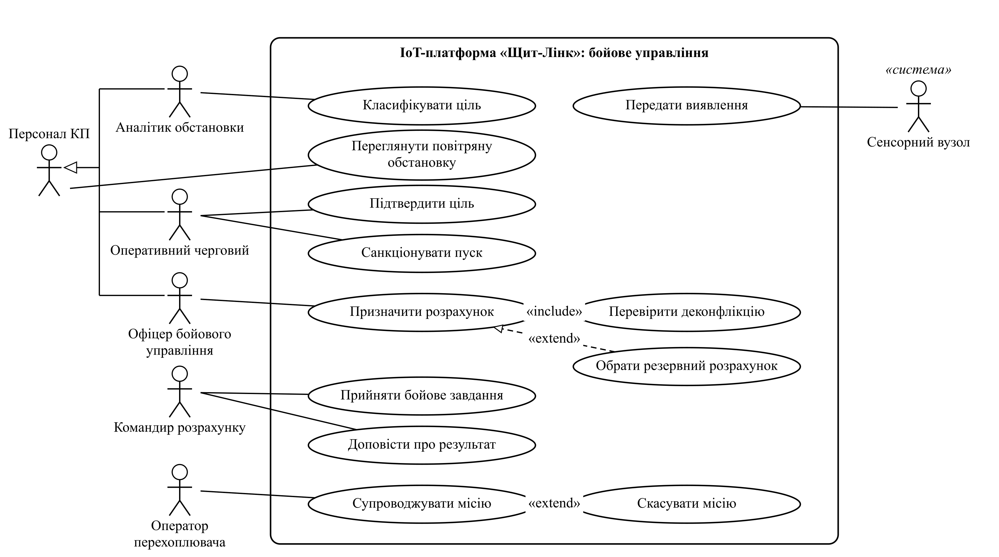 ІоТ-платформа «Щит-Лінк»: бойове управління
«система»
Класифікувати ціль
Передати виявлення
Аналітик обстановки
Персонал КП
Сенсорний вузол
Переглянути повітряну
обстановку
Підтвердити ціль
Оперативний черговий
Санкціонувати пуск
Призначити розрахунок
«include»
Перевірити деконфлікцію
Офіцер бойового
управління
«extend»
Обрати резервний розрахунок
Прийняти бойове завдання
Командир розрахунку
Доповісти про результат
Супроводжувати місію
«extend»
Скасувати місію
Оператор
перехоплювача